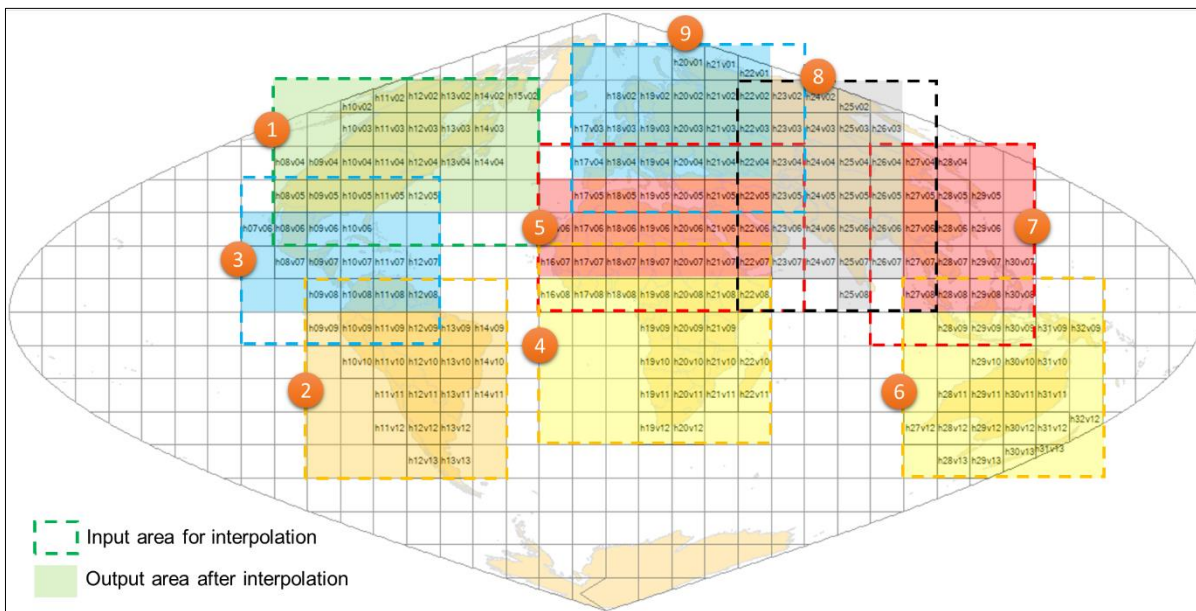 9
h20v01 h21v01 h22v01
8
h10v02 h11v02 h12v02 h13v02 h14v02 h15v02 h18v02 h19v02 h20v02 h21v02 h22v02 h23v02 h24v02 h25v02
1
h10v03 h11v03 h12v03 h13v03 h14v03 h17v03 h18v03 h19v03 h20v03 h21v03 h22v03 h23v03 h24v03 h25v03 h26v03
h08v04 h09v04 h10v04 h11v04 h12v04 h13v04 h14v04 h17v04 h18v04 h19v04 h20v04 h21v04 h22v04 h23v04 h24v04 h25v04 h26v04 h27v04 h28v04
h08v05 h09v05 h10v05 h11v05 h12v05 h17v05 h18v05 h19v05 h20v05 h21v05 h22v05 h23v05 h24v05 h25v05 h26v05 h27v05 h28v05 h29v05
h07v06 h08v06 h09v06 h10v06 5 h17v06 h18v06 h19v06 h20v06 h21v06 h22v06 h23v06 h24v06 h25v06 h26v06 h27v06 h28v06 h29v06 7
3 h08v07 h09v07 h10v07 h11v07 h12v07 h16v07 h17v07 h18v07 h19v07 h20v07 h21v07 h22v07 h23v07 h24v07 h25v07 h26v07 h27v07 h28v07 h29v07 h30v07
h09v08 h10v08 h11v08 h12v08 h16v08 h17v08 h18v08 h19v08 h20v08 h21v08 h22v08 h25v08 h27v08 h28v08 h29v08 h30v08
h09v09 h10v09 h11v09 h12v09 h13v09 h14v09 h19v09 h20v09 h21v09 h28v09 h29v09 h30v09 h31v09 h32v09
4
h10v10 h11v10 h12v10 h13v10 h14v10 h19v10 h20v10 h21v10 h22v10 h29v10 h30v10 h31v10
2 h11v11 h12v11 h13v11 h14v11 h19v11 h20v11 h21v11 h22v11 6 h28v11 h29v11 h30v11 h31v11
h11v12 h12v12 h13v12 h19v12 h20v12 h27v12 h28v12 h29v12 h30v12 h31v12 h32v12
h12v13 h13v13 h28v13 h29v13 h30v13 h31v13
Input area for interpolation
Output area after interpolation